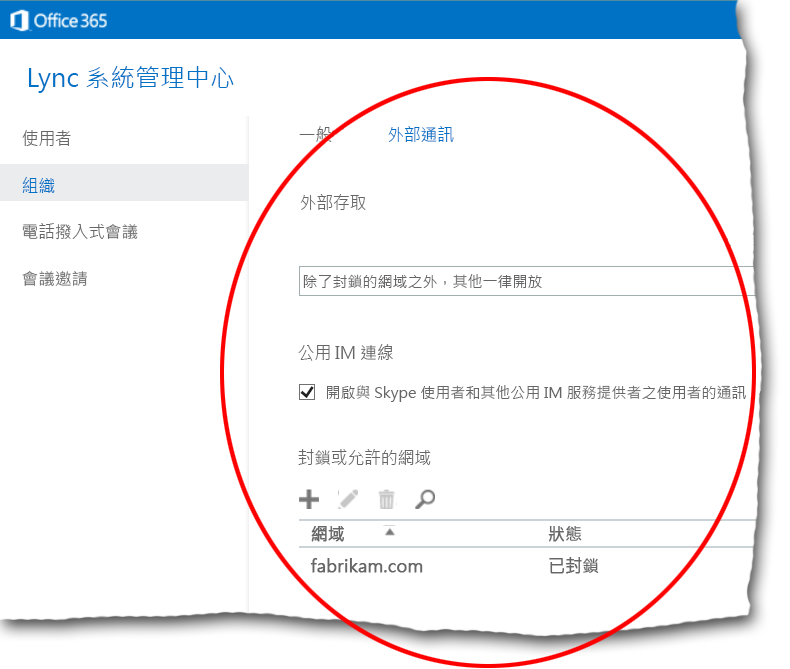 Office 365
Lync 系統管理中心
使用者
組織
電話撥入式會議
會議邀請
一般 外部通訊
外部存取
除了封鎖的網域之外，其他一律開放
公用 IM 連線
開啟與 Skype 使用者和其他公用 IM 服務提供者之使用者的通訊
封鎖或允許的網域
網域 狀態
fabrikam.com 已封鎖